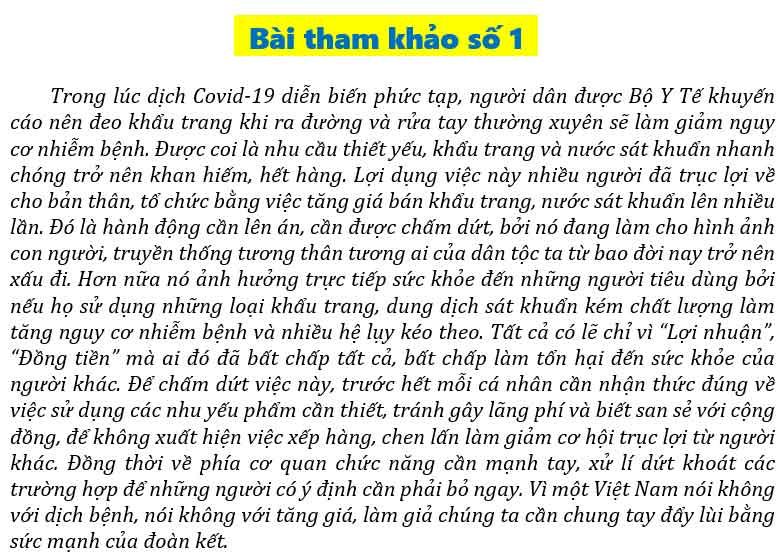 Bài tham khảo số 1
Trong lúc dịch Covid-19 diễn biến phức tạp, người dân được Bộ Y Tế khuyến
cáo nên đeo khẩu trang khi ra đường và rửa tay thường xuyên sẽ làm giảm nguy
cơ nhiễm bệnh. Được coi là nhu cầu thiết yếu, khẩu trang và nước sát khuẩn nhanh
chóng trở nên khan hiếm, hết hàng. Lợi dụng việc này nhiều người đã trục lợi về
cho bản thân, tổ chức bằng việc tăng giá bán khẩu trang, nước sát khuẩn lên nhiều
lần. Đó là hành động cần lên án, cần được chấm dứt, bởi nó đang làm cho hình ảnh
con người, truyền thống tương thân tương ai của dân tộc ta từ bao đời nay trở nên
xấu đi. Hơn nữa nó ảnh hưởng trực tiếp sức khỏe đến những người tiêu dùng bởi
nếu họ sử dụng những loại khẩu trang, dung dịch sát khuẩn kém chất lượng làm
tăng nguy cơ nhiễm bệnh và nhiều hệ lụy kéo theo. Tất cả có lẽ chỉ vì “Lợi nhuận”,
“Đồng tiền” mà ai đó đã bất chấp tất cả, bất chấp làm tổn hại đến sức khỏe của
người khác. Để chấm dứt việc này, trước hết mỗi cá nhân cần nhận thức đúng về
việc sử dụng các nhu yếu phẩm cần thiết, tránh gây lãng phí và biết san sẻ với cộng
đồng, để không xuất hiện việc xếp hàng, chen lấn làm giảm cơ hội trục lợi từ người
khác. Đồng thời về phía cơ quan chức năng cần mạnh tay, xử lí dứt khoát các
trường hợp để những người có ý định cần phải bỏ ngay. Vì một Việt Nam nói không
với dịch bệnh, nói không với tăng giá, làm giả chúng ta cần chung tay đẩy lùi bằng
sức mạnh của đoàn kết.